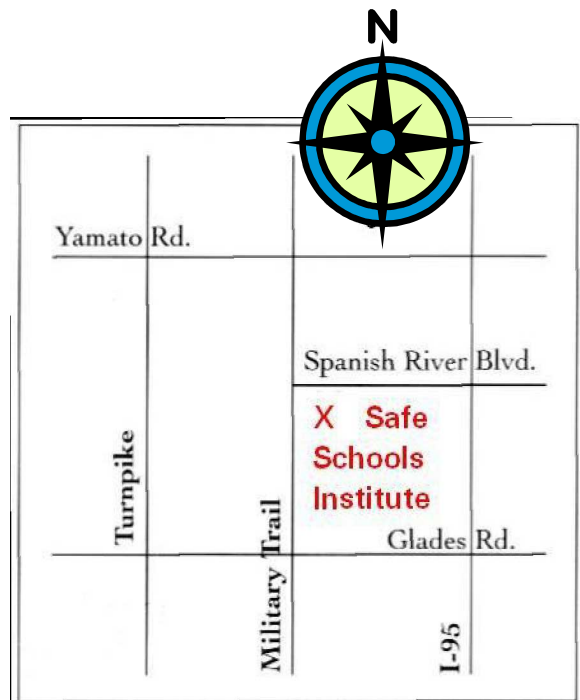 N
Yamato Rd.
Spanish River Blvd.
X Safe
Schools
Institute
Turnpike
Military Trail
Glades Rd.
I-95